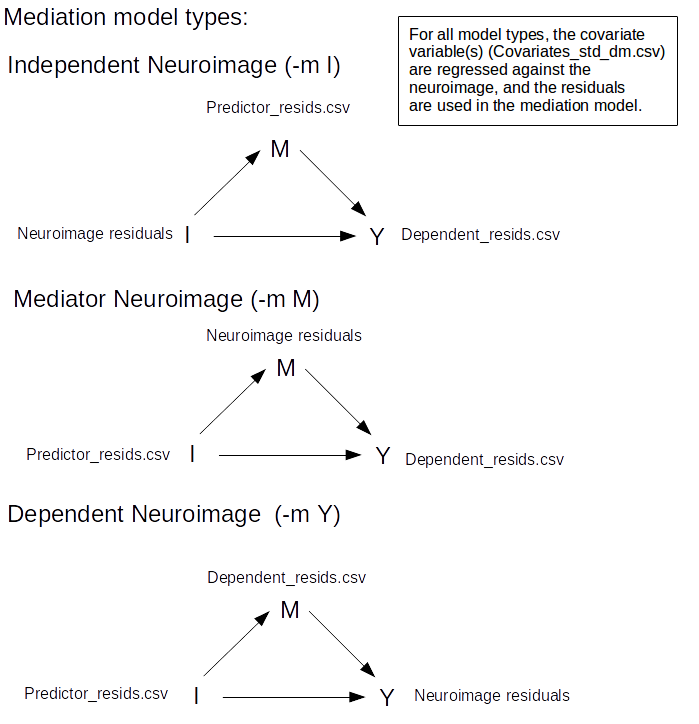 Mediation model types:
For all model types, the covariate
variable(s) (Covariates_std_dm.csv)
are regressed against the
neuroimage, and the residuals
are used in the mediation model.
Independent Neuroimage (-m I)
Predictor_resids.csv
M
Neuroimage residuals I
Y Dependent_resids.csv
Mediator Neuroimage (-m M)
Neuroimage residuals
M
Predictor_resids.csv I
Y Dependent_resids.csv
Dependent Neuroimage (-m Y)
Dependent_resids.csv
M
Predictor_resids.csv I
Y Neuroimage residuals